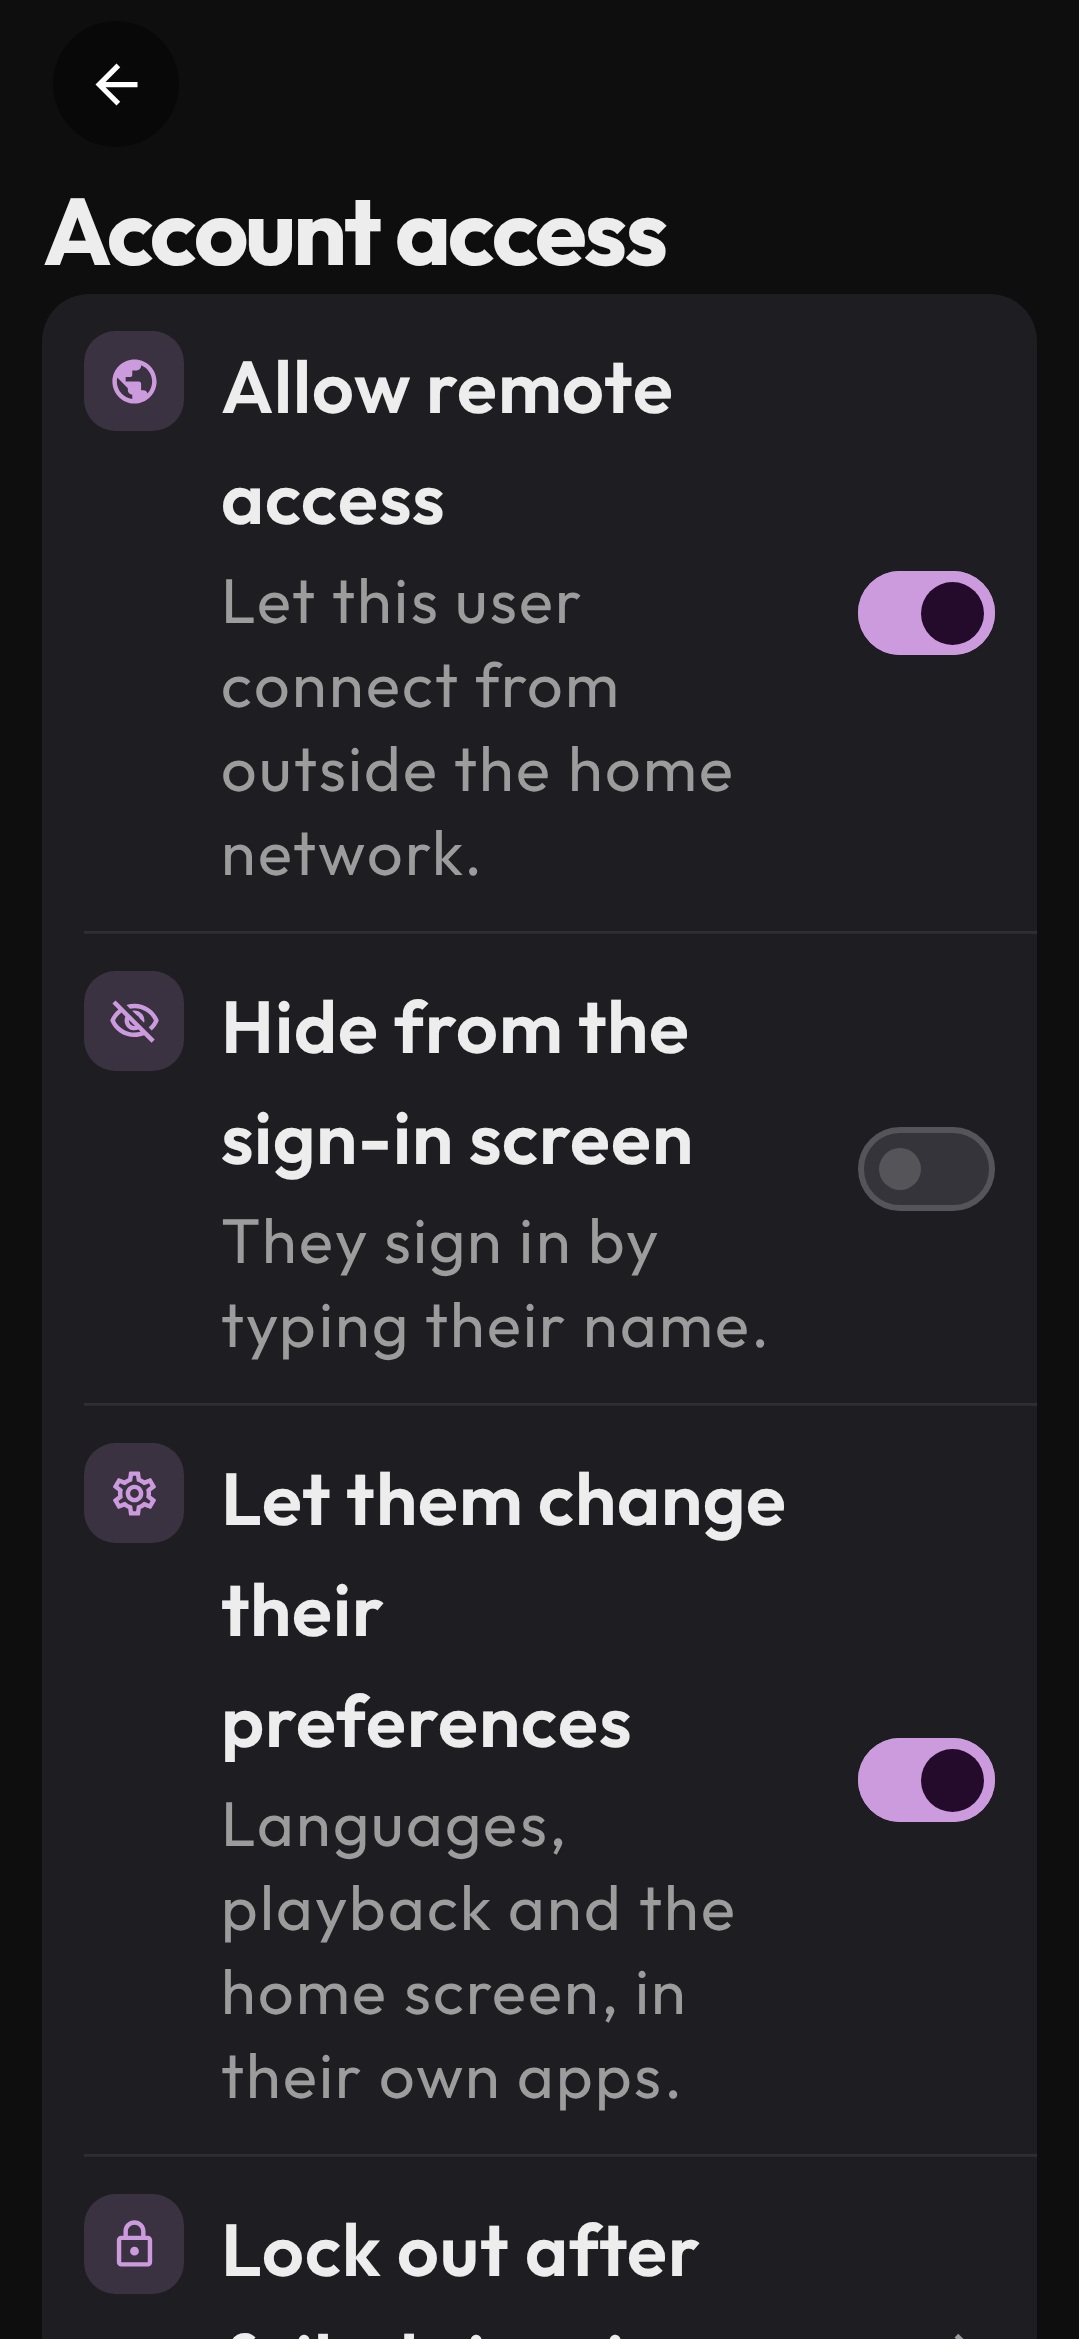 Account access
Allow remote
access
Let this user
connect from
outside the home
network.
Hide from the
sign-in screen
They sign in by
typing their name.
Let them change
their
preferences
Languages,
playback and the
home screen, in
their own apps.
Lock out after